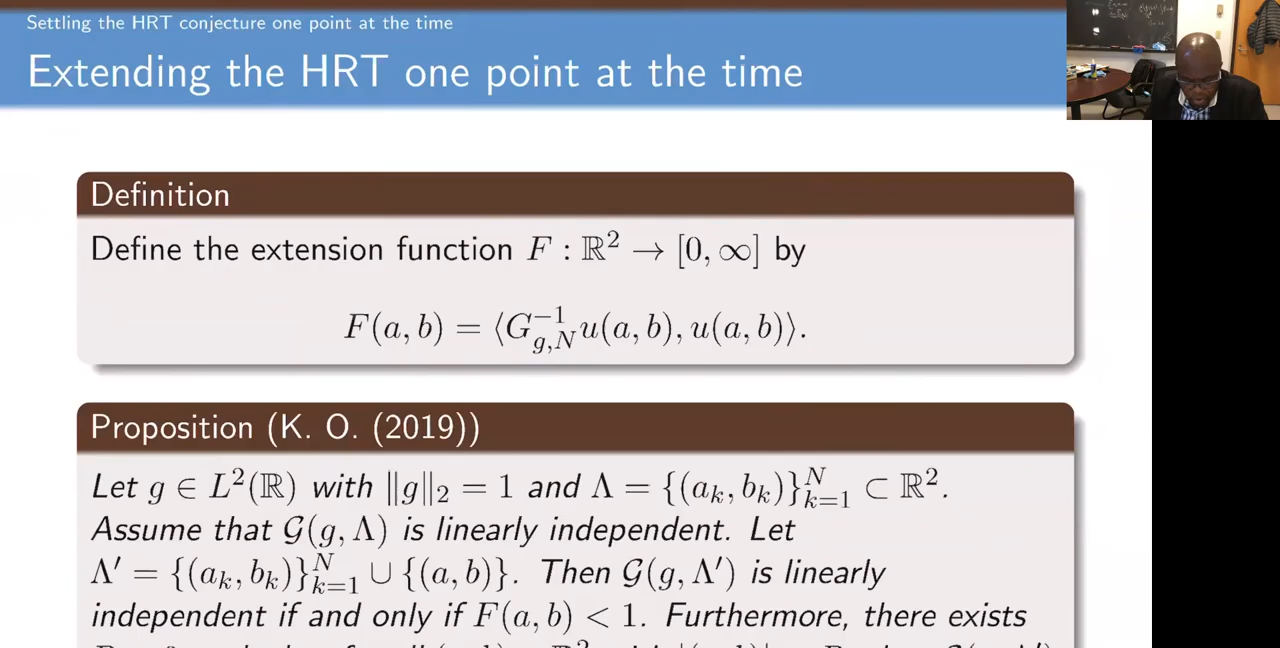 Settling the HRT conjecture one point at the time
Extending the HRT one point at the time
Definition
Define the extension function F : ℝ² → [0, ∞] by
F(a, b) = ⟨G_{g,N}^{-1} u(a, b), u(a, b)⟩.
Proposition (K. O. (2019))
Let g ∈ L²(ℝ) with ‖g‖₂ = 1 and Λ = {(a_k, b_k)}_{k=1}^N ⊂ ℝ².
Assume that 𝒢(g, Λ) is linearly independent. Let
Λ′ = {(a_k, b_k)}_{k=1}^N ∪ {(a, b)}. Then 𝒢(g, Λ′) is linearly
independent if and only if F(a, b) < 1. Furthermore, there exists